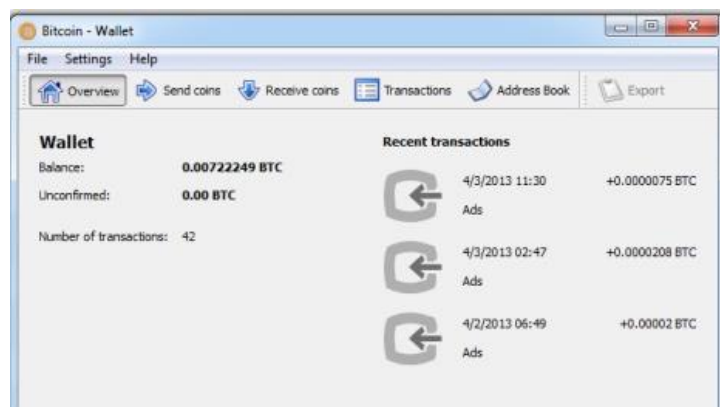 Bitcoin - Wallet
File Settings Help
Overview Send coins Receive coins Transactions Address Book Export
Wallet
Balance: 0.00722249 BTC
Unconfirmed: 0.00 BTC
Number of transactions: 42
Recent transactions
4/3/2013 11:30 +0.0000075 BTC
Ads
4/3/2013 02:47 +0.0000208 BTC
Ads
4/2/2013 06:49 +0.00002 BTC
Ads